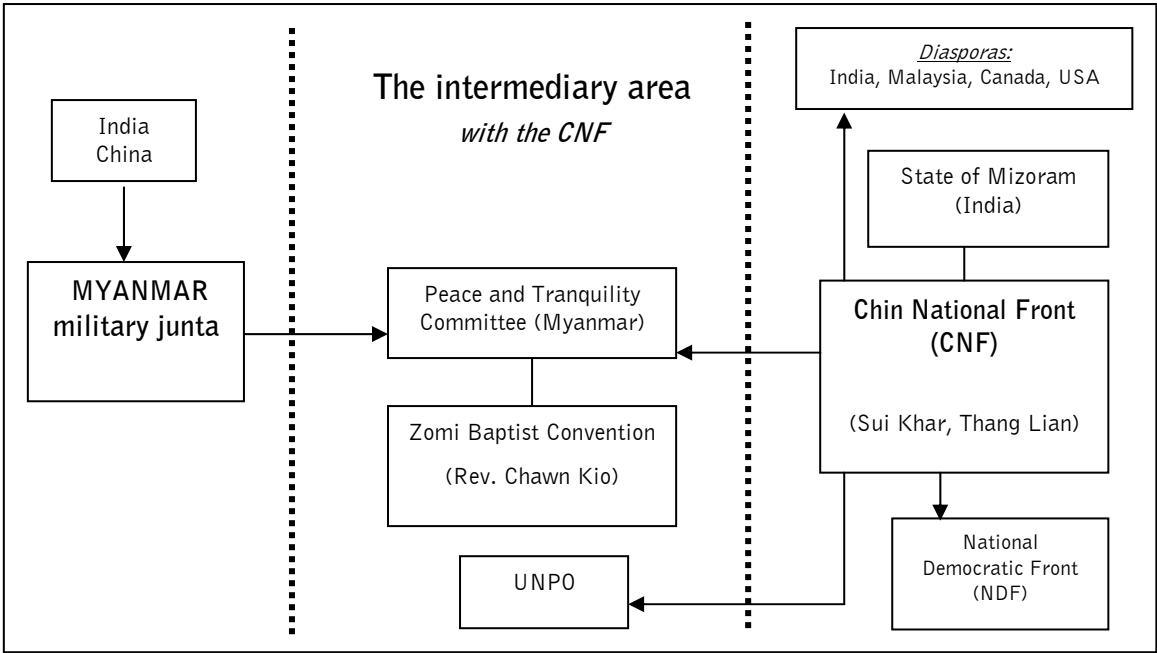 India
China
MYANMAR
military junta
The intermediary area
with the CNF
Peace and Tranquility
Committee (Myanmar)
Zomi Baptist Convention
(Rev. Chawn Kio)
UNPO
Diasporas:
India, Malaysia, Canada, USA
State of Mizoram
(India)
Chin National Front
(CNF)
(Sui Khar, Thang Lian)
National
Democratic Front
(NDF)